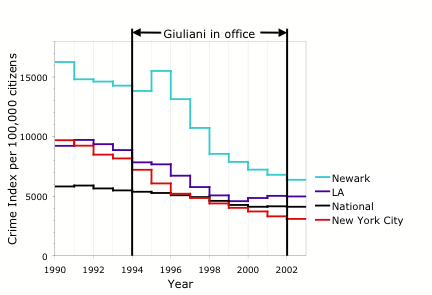 Giuliani in office
Crime Index per 100,000 citizens
15000
10000
5000
0
1990 1992 1994 1996 1998 2000 2002
Year
Newark
LA
National
New York City